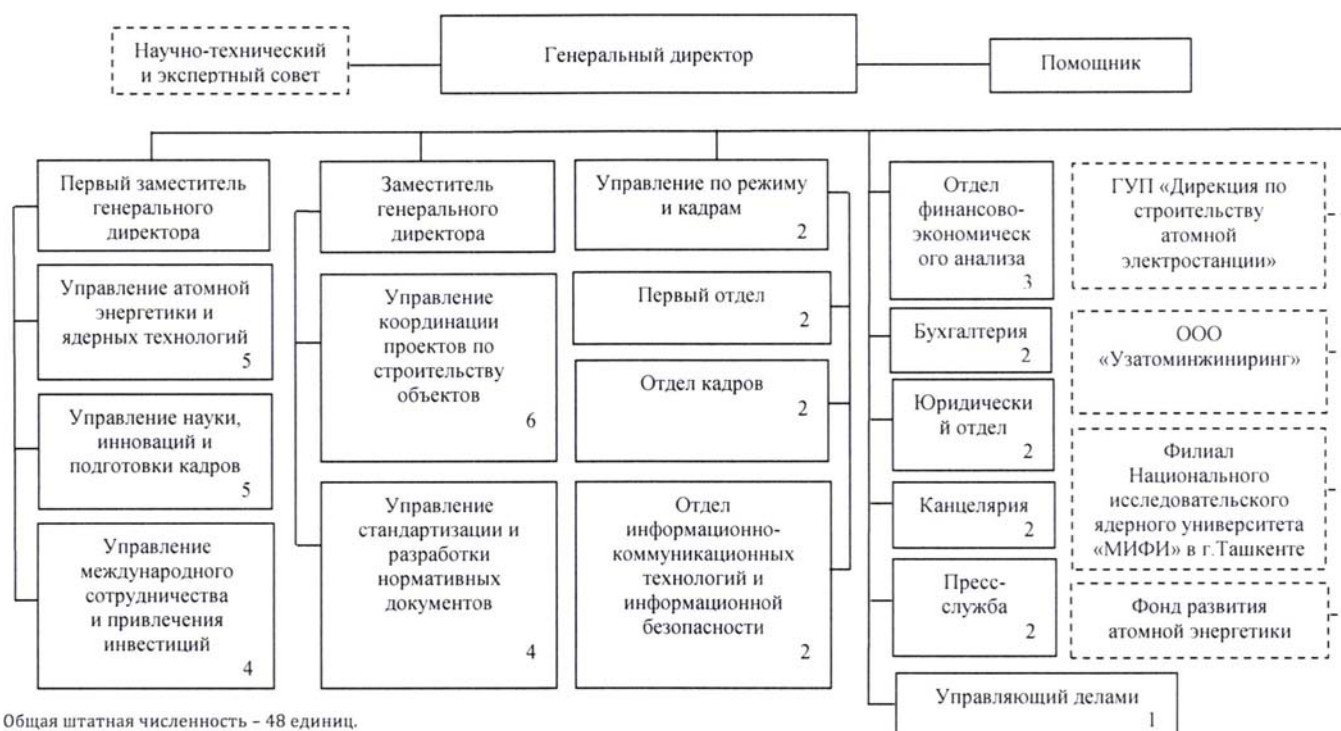 Научно-технический
и экспертный совет
Генеральный директор
Помощник
Первый заместитель
генерального
директора
Управление атомной
энергетики и
ядерных технологий
5
Управление науки,
инноваций и
подготовки кадров
5
Управление
международного
сотрудничества
и привлечения
инвестиций
4
Заместитель
генерального
директора
Управление
координации
проектов по
строительству
объектов
6
Управление
стандартизации и
разработки
нормативных
документов
4
Управление по режиму
и кадрам
2
Первый отдел
2
Отдел кадров
2
Отдел
информационно-
коммуникационных
технологий и
информационной
безопасности
2
Отдел
финансово-
экономическ
ого анализа
3
Бухгалтерия
2
Юридически
й отдел
2
Канцелярия
2
Пресс-
служба
2
Управляющий делами
1
ГУП «Дирекция по
строительству
атомной
электростанции»
ООО
«Узатоминжиниринг»
Филиал
Национального
исследовательского
ядерного университета
«МИФИ» в г.Ташкенте
Фонд развития
атомной энергетики
Общая штатная численность – 48 единиц.